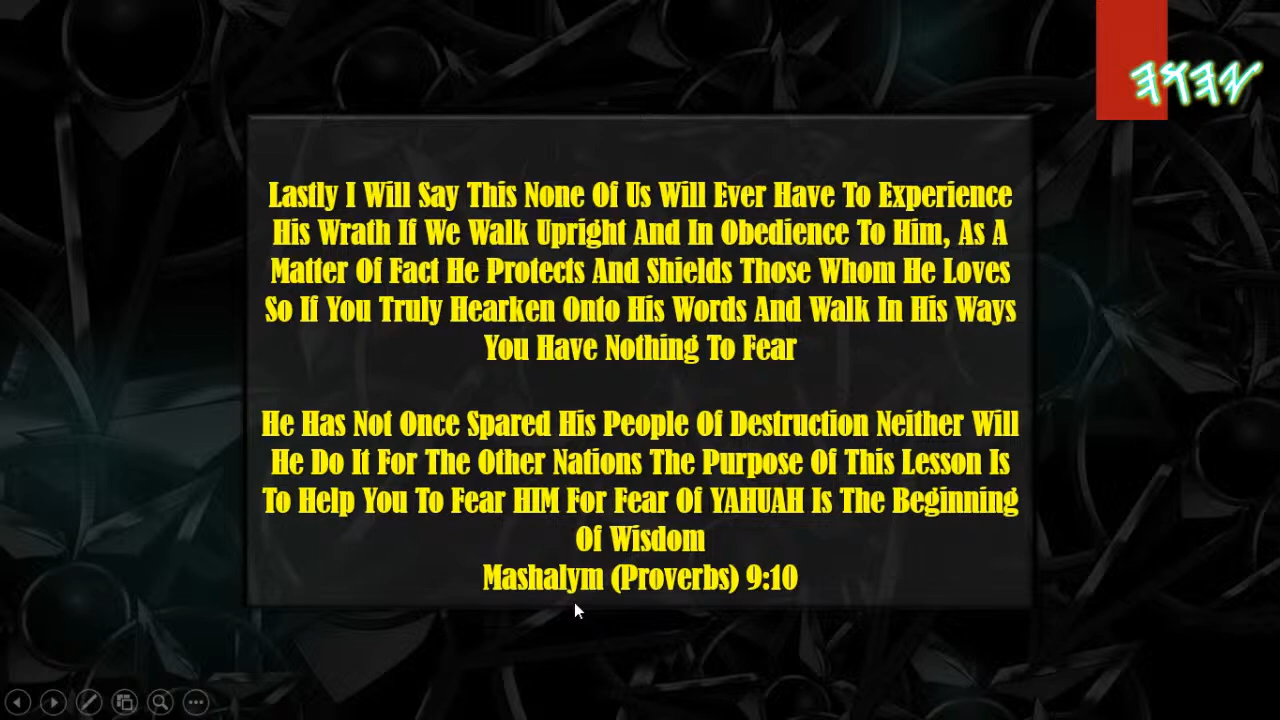 𐤉𐤄𐤅𐤄
Lastly I Will Say This None Of Us Will Ever Have To Experience
His Wrath If We Walk Upright And In Obedience To Him, As A
Matter Of Fact He Protects And Shields Those Whom He Loves
So If You Truly Hearken Onto His Words And Walk In His Ways
You Have Nothing To Fear
He Has Not Once Spared His People Of Destruction Neither Will
He Do It For The Other Nations The Purpose Of This Lesson Is
To Help You To Fear HIM For Fear Of YAHUAH Is The Beginning
Of Wisdom
Mashalym (Proverbs) 9:10